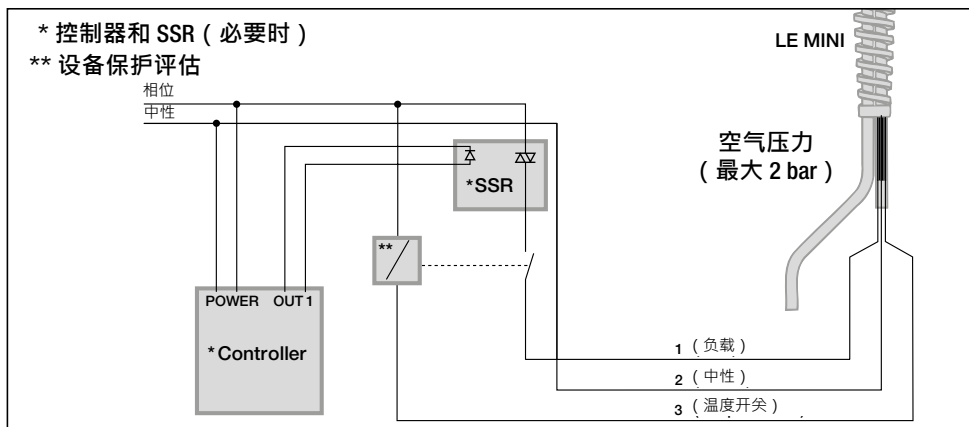 * 控制器和 SSR（必要时）
** 设备保护评估
相位
中性
LE MINI
空气压力
（最大 2 bar）
*SSR
**
POWER OUT 1
*Controller
1 （负载）
2 （中性）
3 （温度开关）